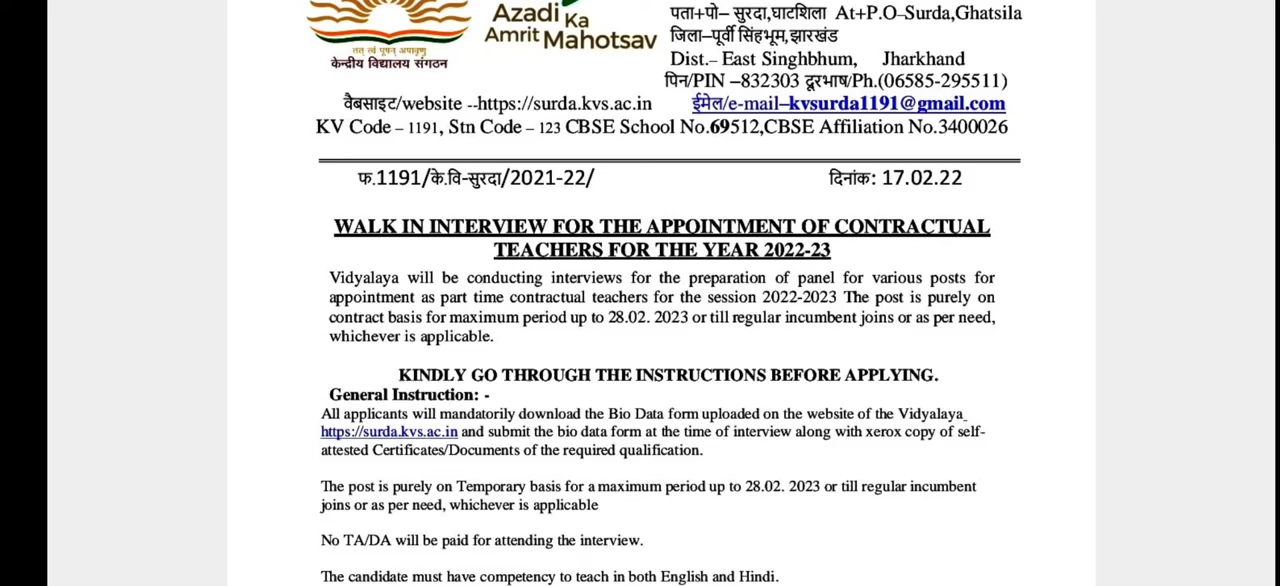 Azadi Ka
Amrit Mahotsav
तत् त्वं पूषन् अपावृणु
केन्द्रीय विद्यालय संगठन
पता+पो– सुरदा,घाटशिला At+P.O–Surda,Ghatsila
जिला–पूर्वी सिंहभूम,झारखंड
Dist.– East Singhbhum, Jharkhand
पिन/PIN –832303 दूरभाष/Ph.(06585-295511)
वैबसाइट/website --https://surda.kvs.ac.in ईमेल/e-mail–kvsurda1191@gmail.com
KV Code – 1191, Stn Code – 123 CBSE School No.69512,CBSE Affiliation No.3400026
फ.1191/के.वि-सुरदा/2021-22/ दिनांक: 17.02.22
WALK IN INTERVIEW FOR THE APPOINTMENT OF CONTRACTUAL
TEACHERS FOR THE YEAR 2022-23
Vidyalaya will be conducting interviews for the preparation of panel for various posts for
appointment as part time contractual teachers for the session 2022-2023 The post is purely on
contract basis for maximum period up to 28.02. 2023 or till regular incumbent joins or as per need,
whichever is applicable.
KINDLY GO THROUGH THE INSTRUCTIONS BEFORE APPLYING.
General Instruction: -
All applicants will mandatorily download the Bio Data form uploaded on the website of the Vidyalaya
https://surda.kvs.ac.in and submit the bio data form at the time of interview along with xerox copy of self-
attested Certificates/Documents of the required qualification.
The post is purely on Temporary basis for a maximum period up to 28.02. 2023 or till regular incumbent
joins or as per need, whichever is applicable
No TA/DA will be paid for attending the interview.
The candidate must have competency to teach in both English and Hindi.